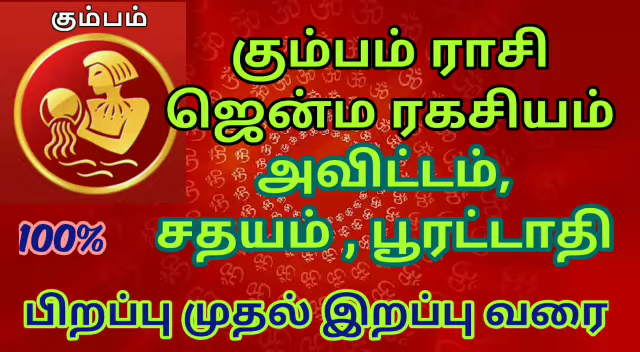 கும்பம்
கும்பம் ராசி
ஜென்ம ரகசியம்
அவிட்டம்,
சதயம் , பூரட்டாதி
100%
பிறப்பு முதல் இறப்பு வரை